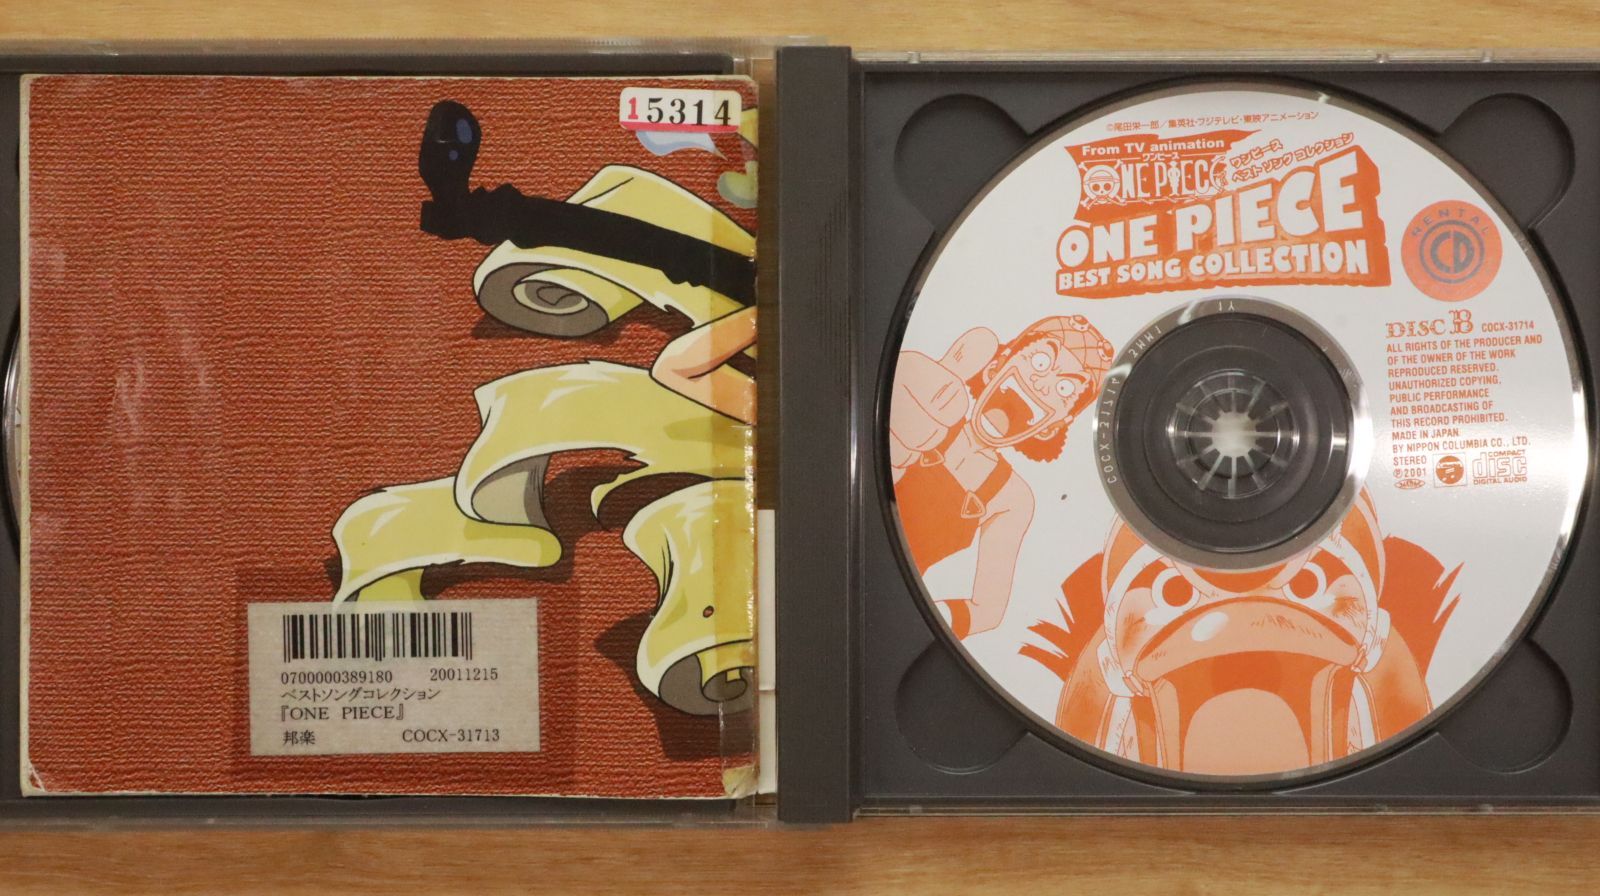 15314
0700000389180 20011215
ベストソングコレクション
『ONE PIECE』
邦楽 COCX-31713
©尾田栄一郎／集英社・フジテレビ・東映アニメーション
From TV animation
ワンピース
ONE PIECE
ワンピース
ベスト ソング コレクション
ONE PIECE
BEST SONG COLLECTION
RENTAL
CD
DISC B COCX-31714
ALL RIGHTS OF THE PRODUCER AND
OF THE OWNER OF THE WORK
REPRODUCED RESERVED.
UNAUTHORIZED COPYING,
PUBLIC PERFORMANCE
AND BROADCASTING OF
THIS RECORD PROHIBITED.
MADE IN JAPAN
BY NIPPON COLUMBIA CO., LTD.
STEREO
℗2001
COMPACT
disc
DIGITAL AUDIO